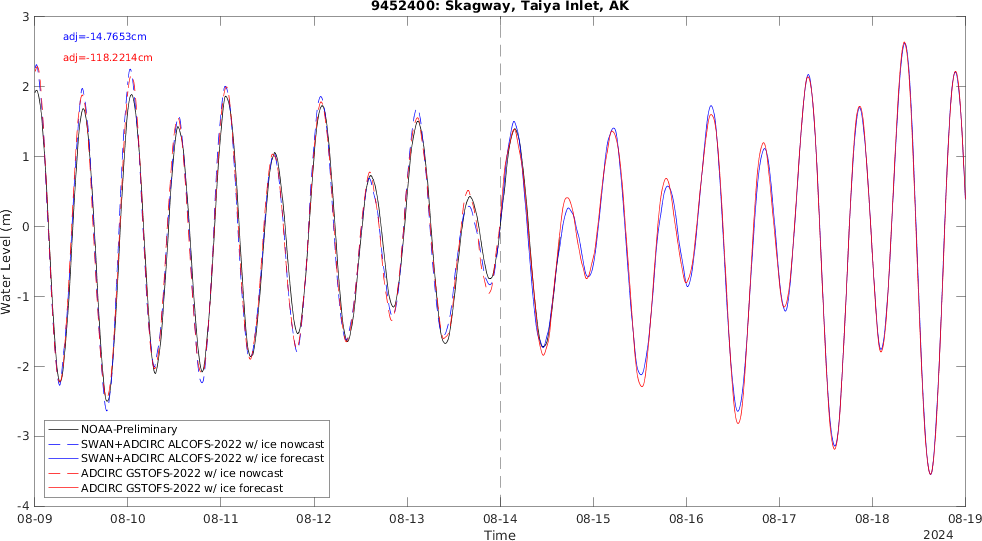 9452400: Skagway, Taiya Inlet, AK
3
adj=-14.7653cm
adj=-118.2214cm
2
1
0
Water Level (m)
-1
-2
-3
NOAA-Preliminary
SWAN+ADCIRC ALCOFS-2022 w/ ice nowcast
SWAN+ADCIRC ALCOFS-2022 w/ ice forecast
ADCIRC GSTOFS-2022 w/ ice nowcast
ADCIRC GSTOFS-2022 w/ ice forecast
-4
08-09 08-10 08-11 08-12 08-13 08-14 08-15 08-16 08-17 08-18 08-19
Time
2024